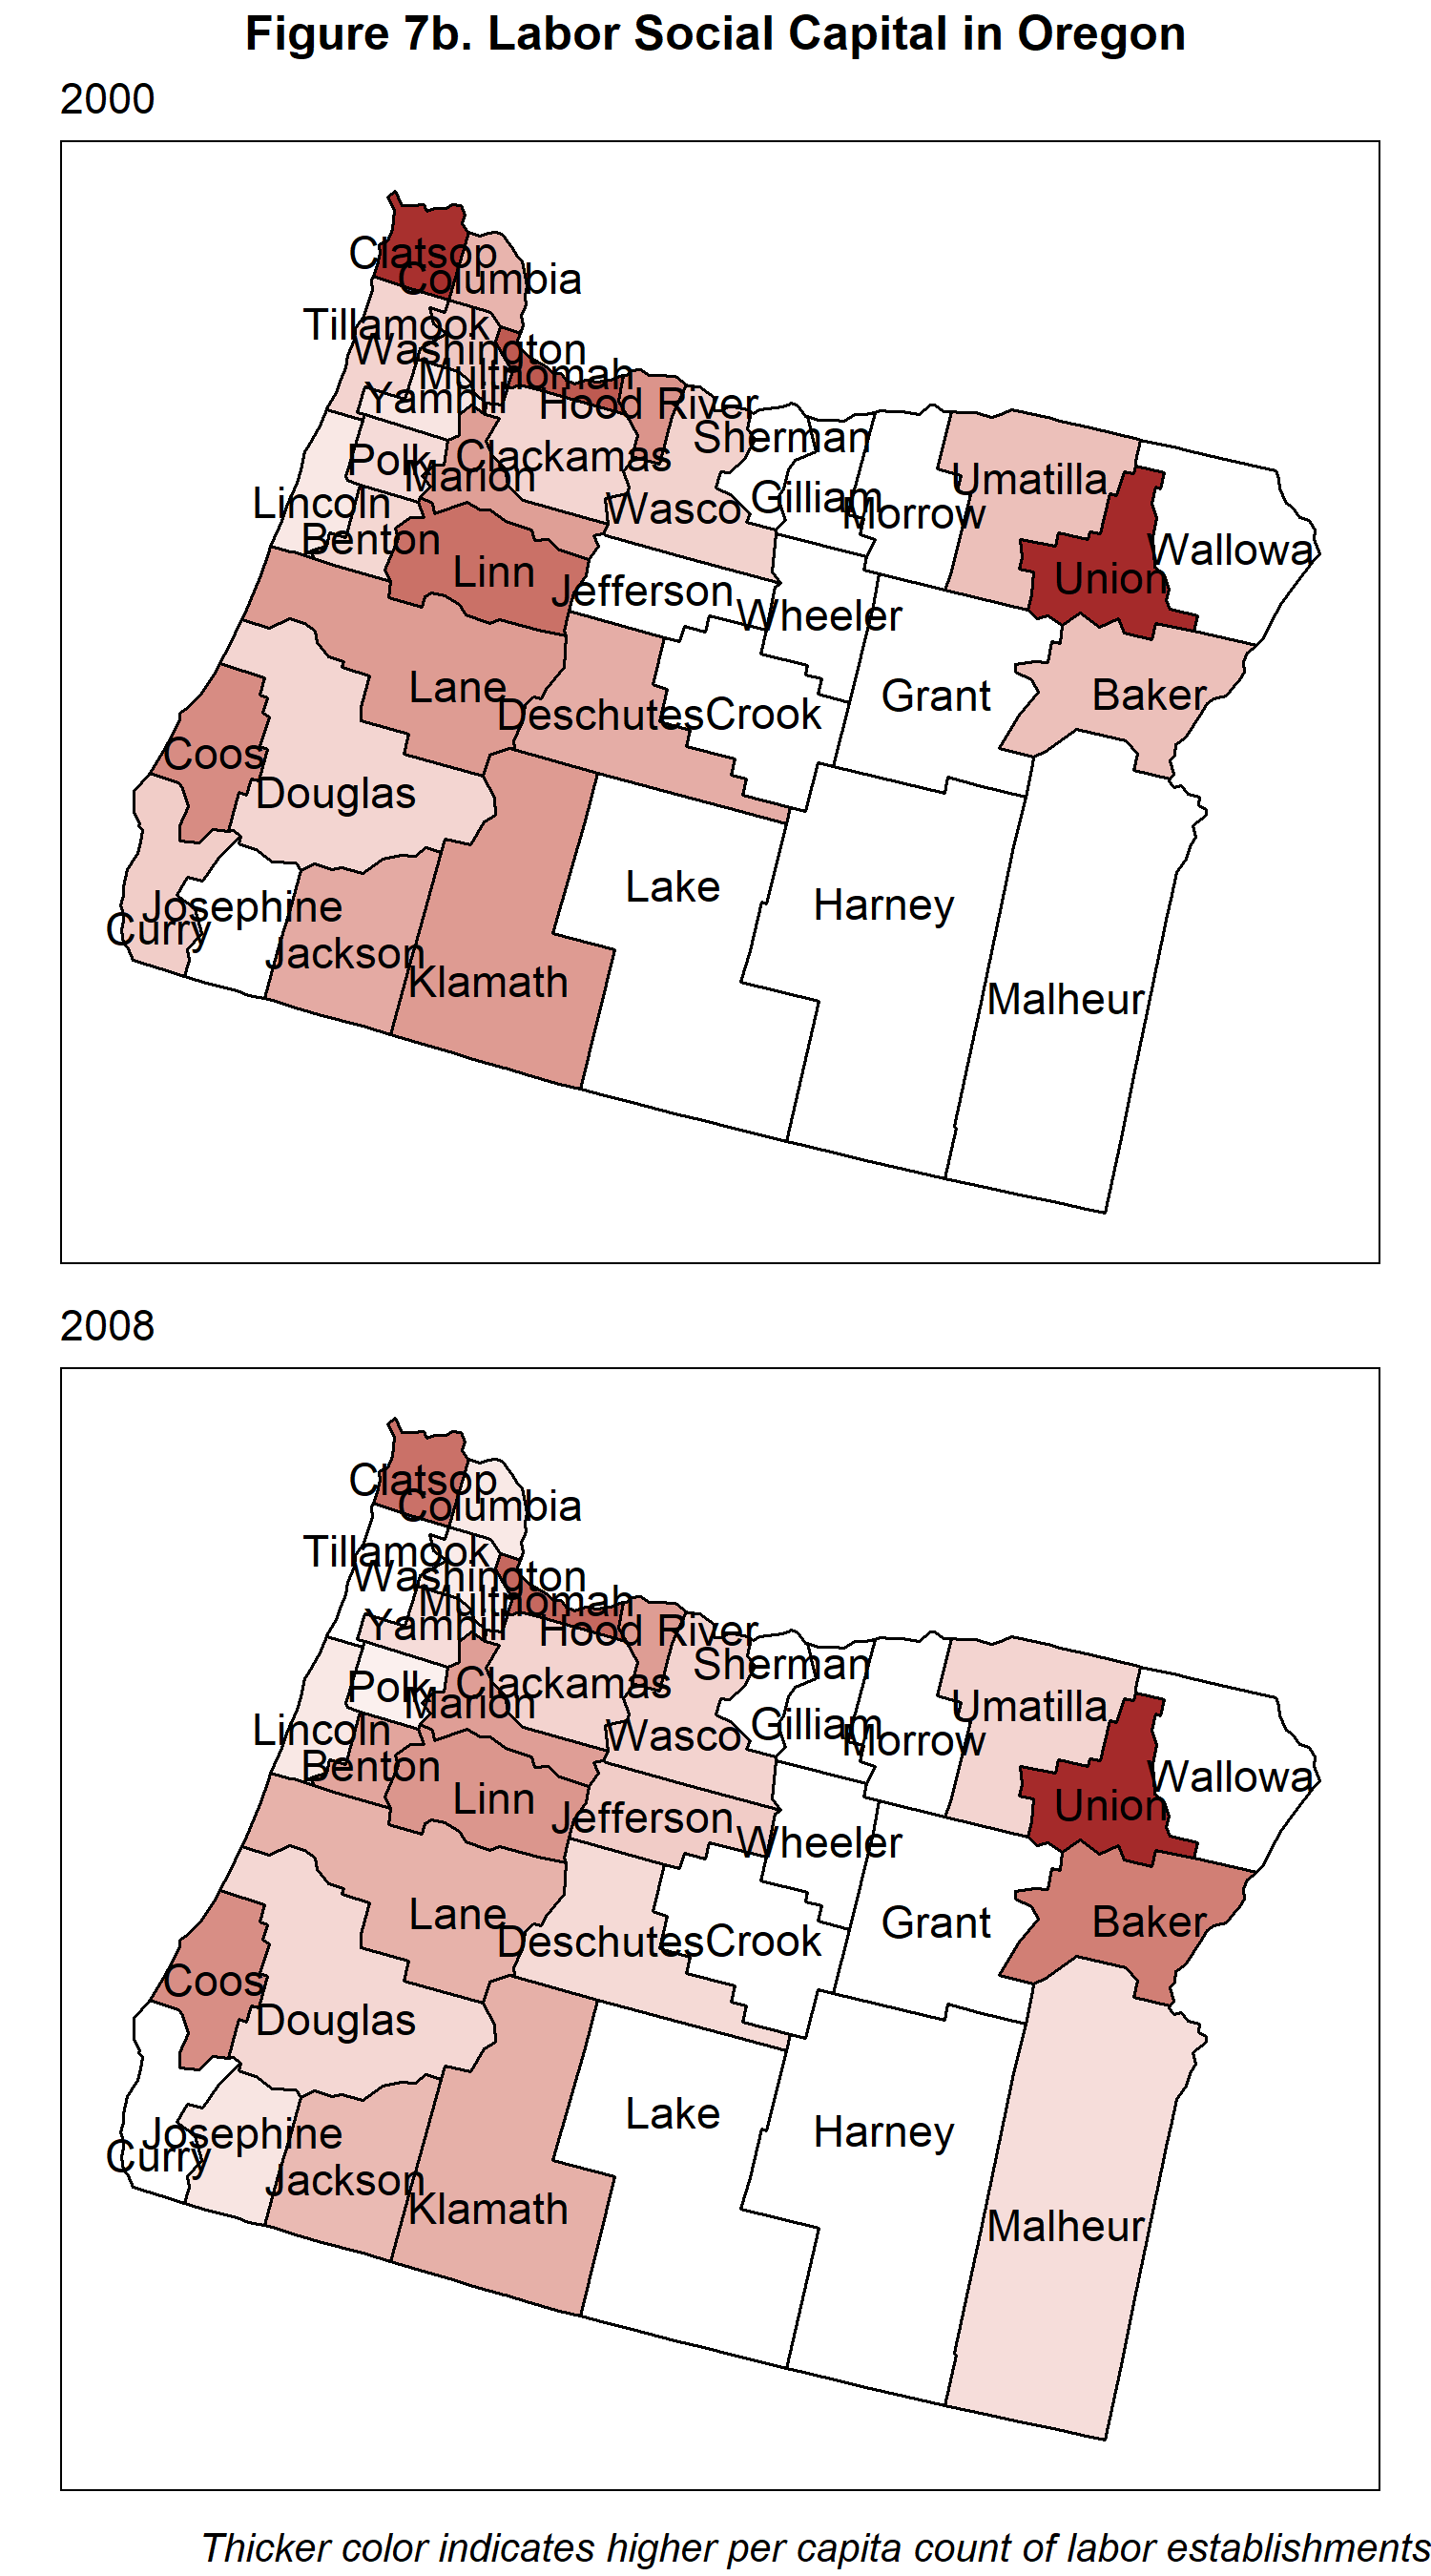 Figure 7b. Labor Social Capital in Oregon
2000
Clatsop
Columbia
Tillamook
Washington
Multnomah
Yamhill
Hood River
Sherman
Polk
Clackamas
Marion
Umatilla
Lincoln
Gilliam
Wasco
Morrow
Benton
Wallowa
Linn
Union
Jefferson
Wheeler
Lane
Grant
Baker
Deschutes
Crook
Coos
Douglas
Lake
Harney
Josephine
Curry
Jackson
Klamath
Malheur
2008
Clatsop
Columbia
Tillamook
Washington
Multnomah
Yamhill
Hood River
Sherman
Polk
Clackamas
Marion
Umatilla
Lincoln
Gilliam
Wasco
Morrow
Benton
Wallowa
Linn
Union
Jefferson
Wheeler
Lane
Grant
Baker
Deschutes
Crook
Coos
Douglas
Lake
Harney
Josephine
Curry
Jackson
Klamath
Malheur
Thicker color indicates higher per capita count of labor establishments